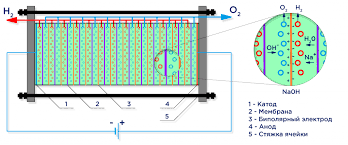 H₂
O₂
O₂ H₂
OH⁻
H₂O
Na⁺
NaOH
1 2 3 4 5
1 - Катод
2 - Мембрана
3 - Биполярный электрод
4 - Анод
5 - Стяжка ячейки
- +